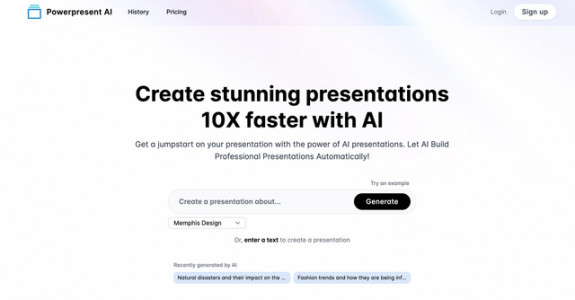 Powerpresent AI
History
Pricing
Login
Sign up
Create stunning presentations
10X faster with AI
Get a jumpstart on your presentation with the power of AI presentations. Let AI Build
Professional Presentations Automatically!
Try an example
Create a presentation about...
Generate
Memphis Design
Or, enter a text to create a presentation
Recently generated by AI
Natural disasters and their impact on the ...
Fashion trends and how they are being inf...